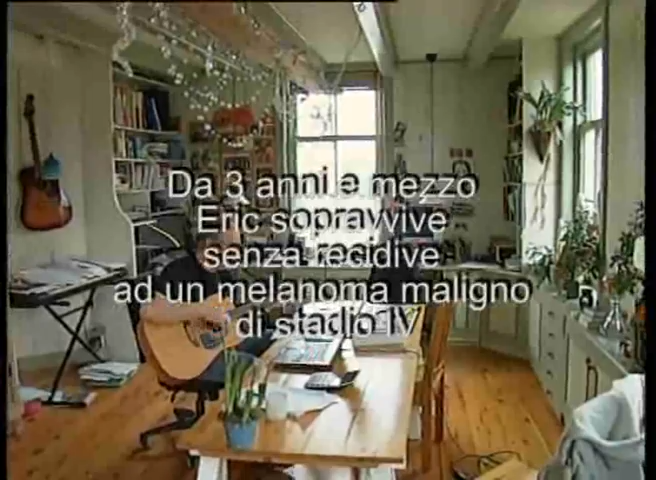 Da 3 anni e mezzo
Eric sopravvive
senza recidive
ad un melanoma maligno
di stadio IV